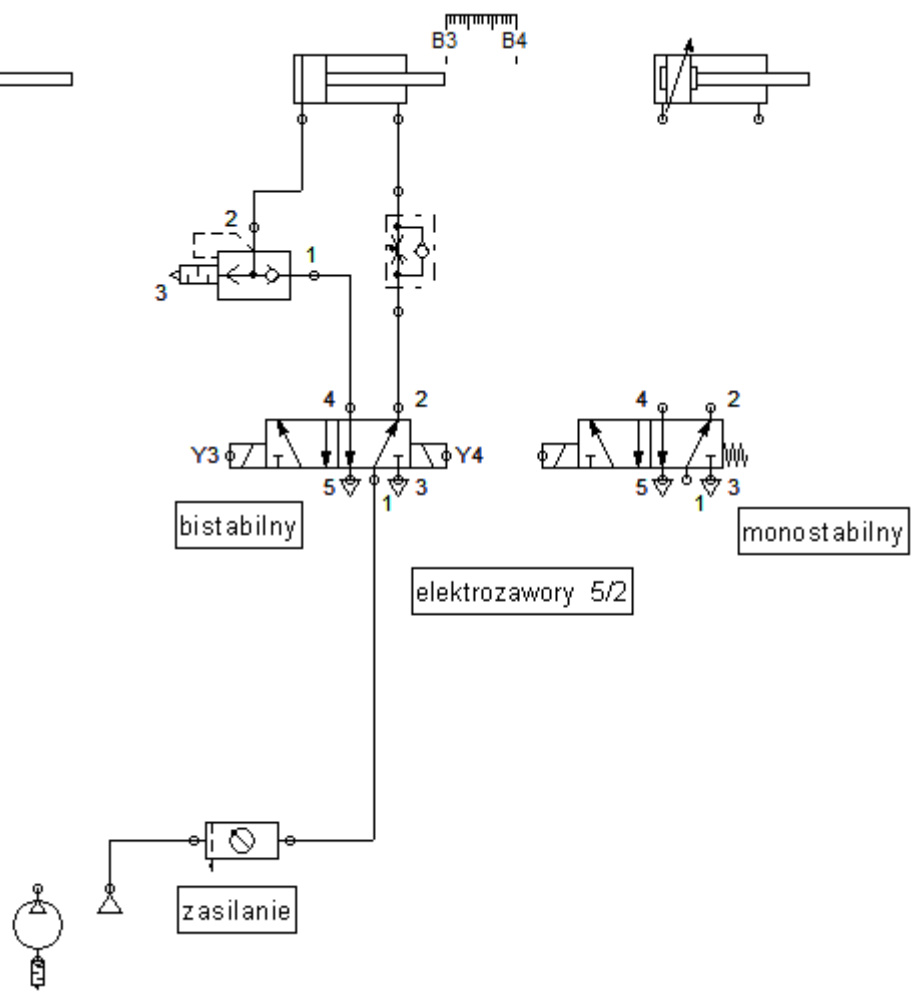 B3 B4
2
1
3
4 2 4 2
Y3 Y4
5 1 3 5 1 3
bistabilny
monostabilny
elektrozawory 5/2
zasilanie